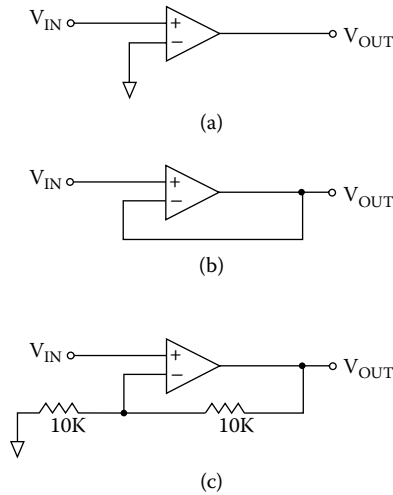 V_IN + − V_OUT
(a)
V_IN + − V_OUT
(b)
V_IN + − V_OUT
10K 10K
(c)